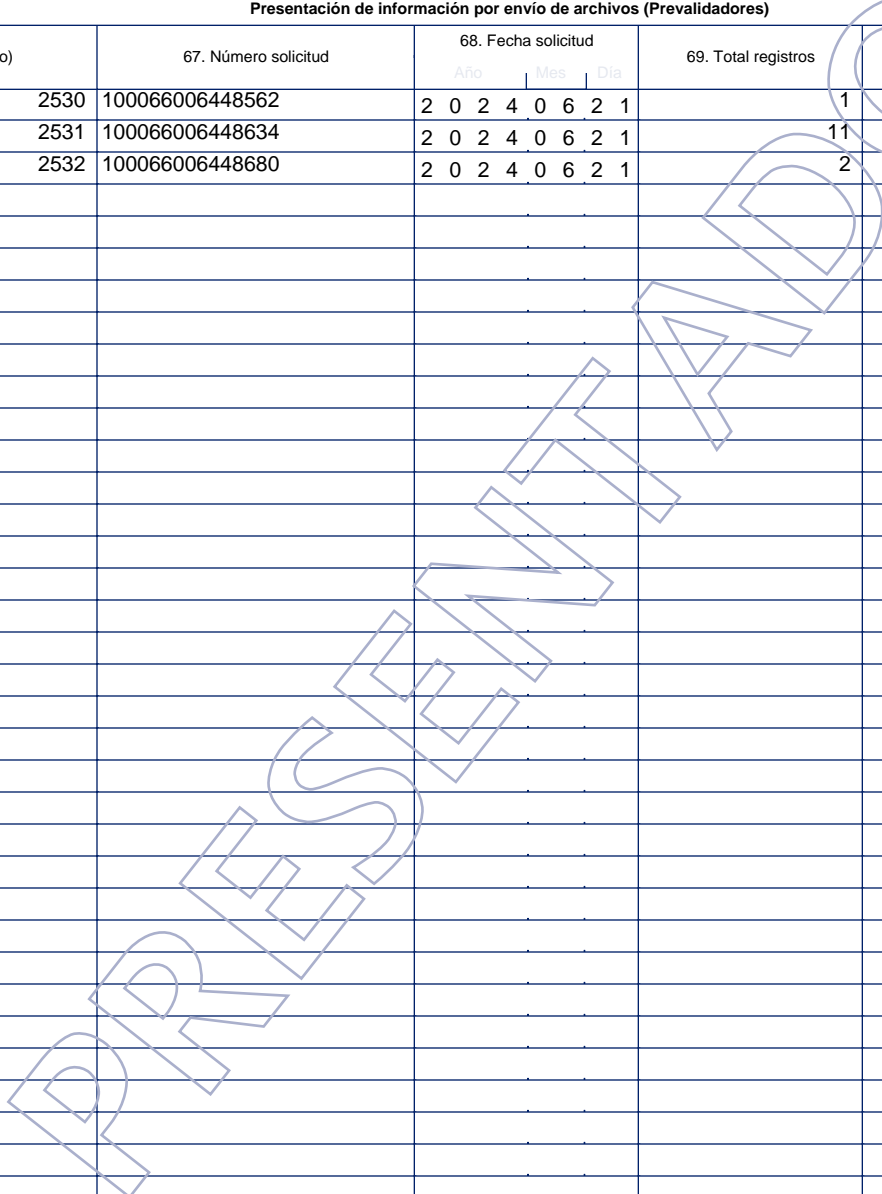 Presentación de información por envío de archivos (Prevalidadores)
o) 67. Número solicitud 68. Fecha solicitud 69. Total registros
Año Mes Día
2530 100066006448562 2 0 2 4 0 6 2 1 1
2531 100066006448634 2 0 2 4 0 6 2 1 11
2532 100066006448680 2 0 2 4 0 6 2 1 2
PRESENTADO